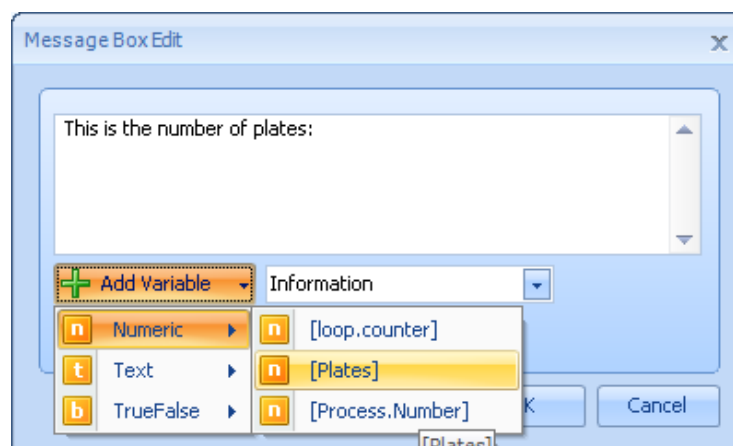 Message Box Edit
x
This is the number of plates:
Add Variable
Information
n Numeric
t Text
b TrueFalse
n [loop.counter]
n [Plates]
n [Process.Number]
K
Cancel
[Plates]